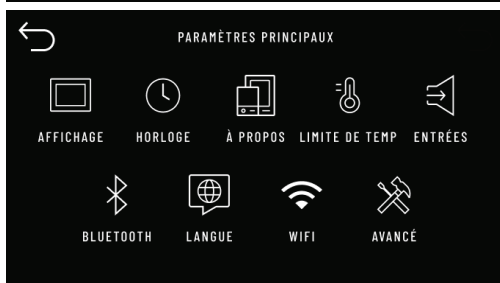 PARAMÈTRES PRINCIPAUX
AFFICHAGE HORLOGE À PROPOS LIMITE DE TEMP ENTRÉES
BLUETOOTH LANGUE WIFI AVANCÉ